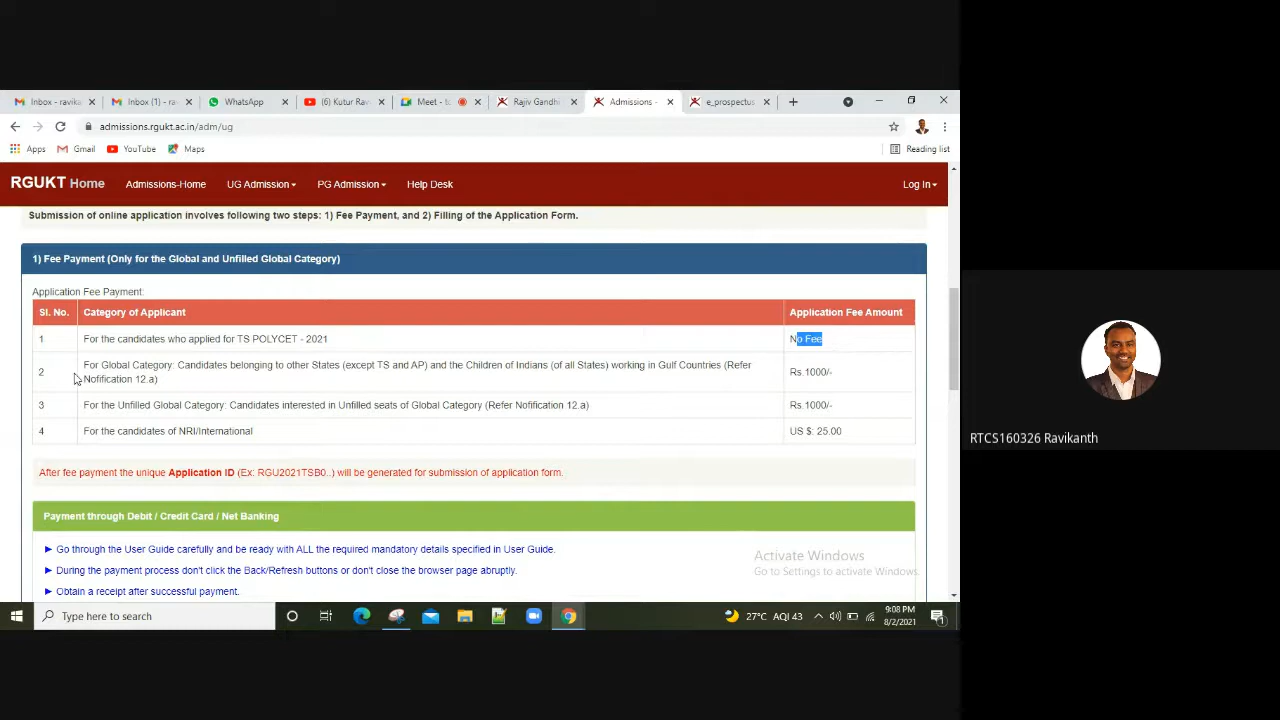 Inbox - ravika
Inbox (1) - ra
WhatsApp
(6) Kutur Rav
Meet - t
Rajiv Gandh
Admissions -
e_prospectus
admissions.rgukt.ac.in/adm/ug
Apps
Gmail
YouTube
Maps
Reading list
RGUKT Home
Admissions-Home
UG Admission
PG Admission
Help Desk
Log In
Submission of online application involves following two steps: 1) Fee Payment, and 2) Filling of the Application Form.
1) Fee Payment (Only for the Global and Unfilled Global Category)
Application Fee Payment:
Sl. No. Category of Applicant Application Fee Amount
1 For the candidates who applied for TS POLYCET - 2021 No Fee
2 For Global Category: Candidates belonging to other States (except TS and AP) and the Children of Indians (of all States) working in Gulf Countries (Refer
Nofification 12.a) Rs.1000/-
3 For the Unfilled Global Category: Candidates interested in Unfilled seats of Global Category (Refer Nofification 12.a) Rs.1000/-
4 For the candidates of NRI/International US $: 25.00
After fee payment the unique Application ID (Ex: RGU2021TSB0..) will be generated for submission of application form.
Payment through Debit / Credit Card / Net Banking
► Go through the User Guide carefully and be ready with ALL the required mandatory details specified in User Guide.
► During the payment process don't click the Back/Refresh buttons or don't close the browser page abruptly.
► Obtain a receipt after successful payment.
Activate Windows
Go to Settings to activate Windows.
RTCS160326 Ravikanth
Type here to search
27°C AQI 43
9:08 PM
8/2/2021
1